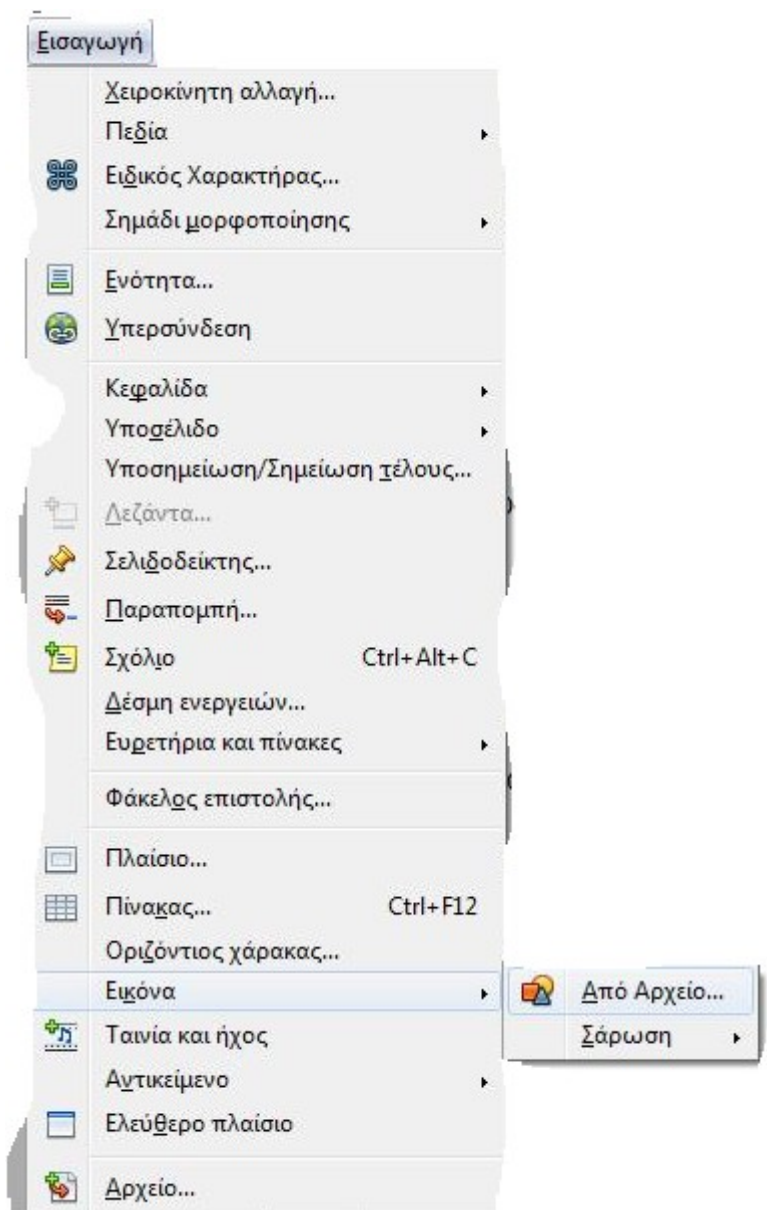 Εισαγωγή
Χειροκίνητη αλλαγή...
Πεδία
Ειδικός Χαρακτήρας...
Σημάδι μορφοποίησης
Ενότητα...
Υπερσύνδεση
Κεφαλίδα
Υποσέλιδο
Υποσημείωση/Σημείωση τέλους...
Λεζάντα...
Σελιδοδείκτης...
Παραπομπή...
Σχόλιο Ctrl+Alt+C
Δέσμη ενεργειών...
Ευρετήρια και πίνακες
Φάκελος επιστολής...
Πλαίσιο...
Πίνακας... Ctrl+F12
Οριζόντιος χάρακας...
Εικόνα
Από Αρχείο...
Σάρωση
Ταινία και ήχος
Αντικείμενο
Ελεύθερο πλαίσιο
Αρχείο...